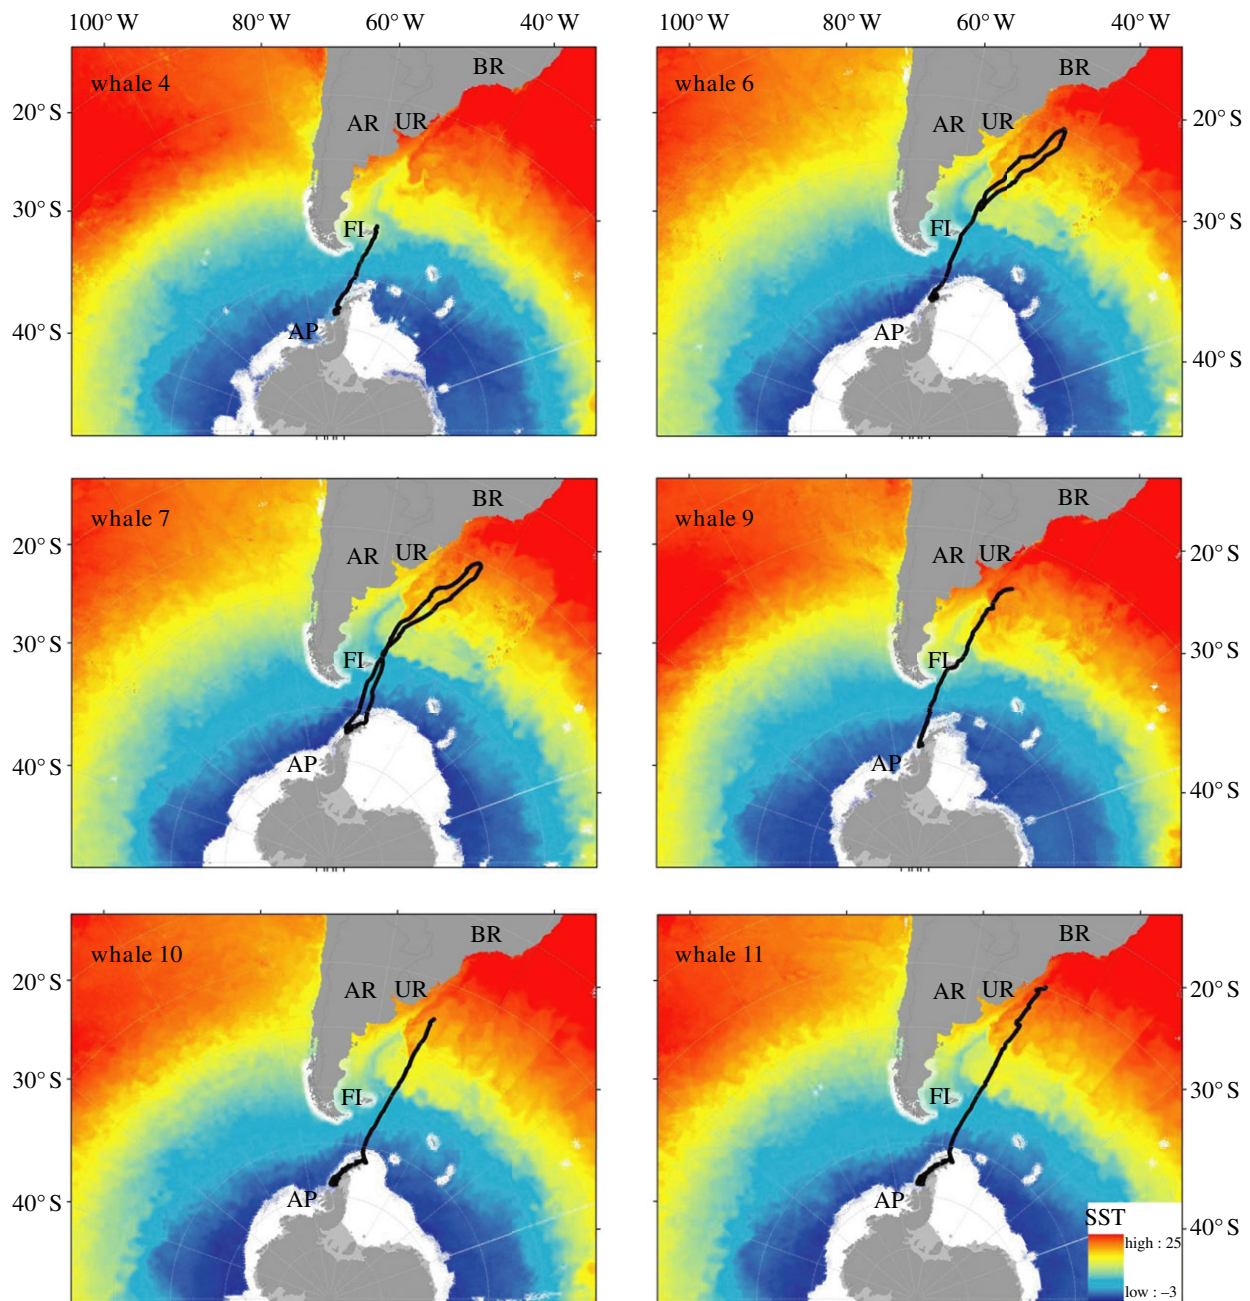 100° W 80° W 60° W 40° W 100° W 80° W 60° W 40° W
whale 4
BR
AR UR
FI
AP
20° S
30° S
40° S
whale 6
BR
AR UR
FI
AP
20° S
30° S
40° S
whale 7
BR
AR UR
FI
AP
20° S
30° S
40° S
whale 9
BR
AR UR
FI
AP
20° S
30° S
40° S
whale 10
BR
AR UR
FI
AP
20° S
30° S
40° S
whale 11
BR
AR UR
FI
AP
20° S
30° S
40° S
SST
high : 25
low : –3